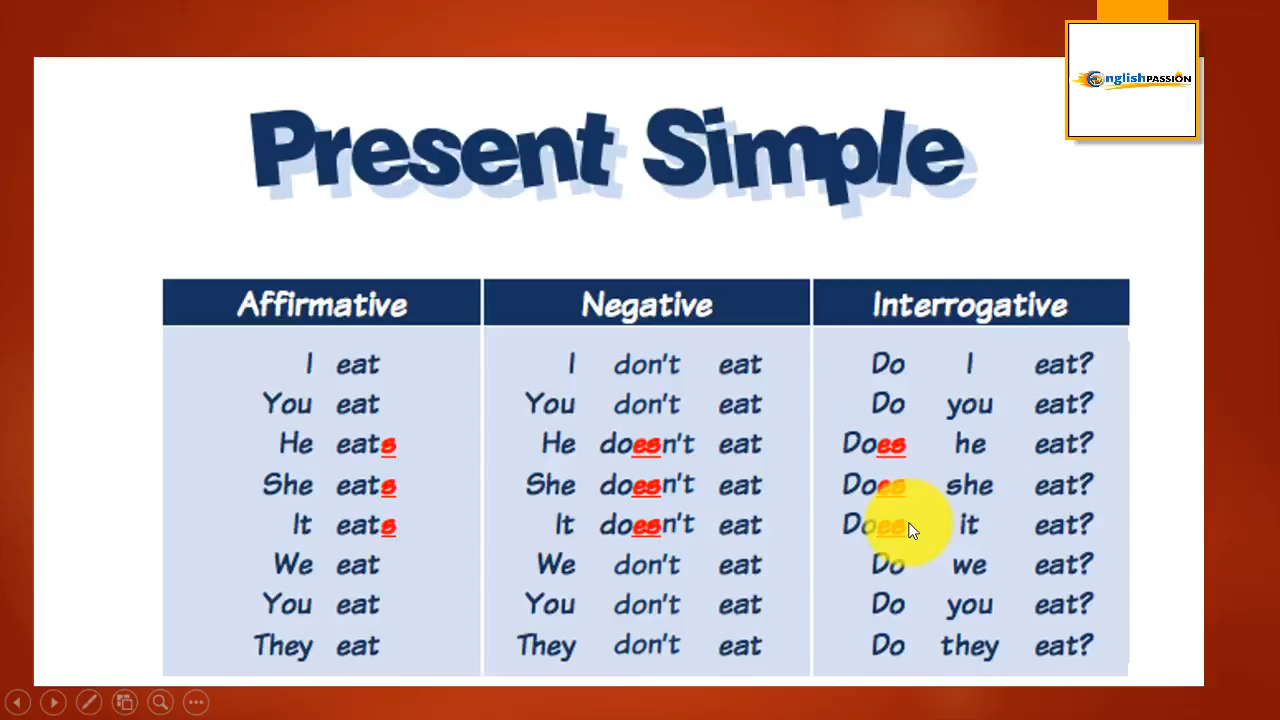 EnglishPASSION
Present Simple
Affirmative Negative Interrogative
I eat I don't eat Do I eat?
You eat You don't eat Do you eat?
He eats He doesn't eat Does he eat?
She eats She doesn't eat Does she eat?
It eats It doesn't eat Does it eat?
We eat We don't eat Do we eat?
You eat You don't eat Do you eat?
They eat They don't eat Do they eat?